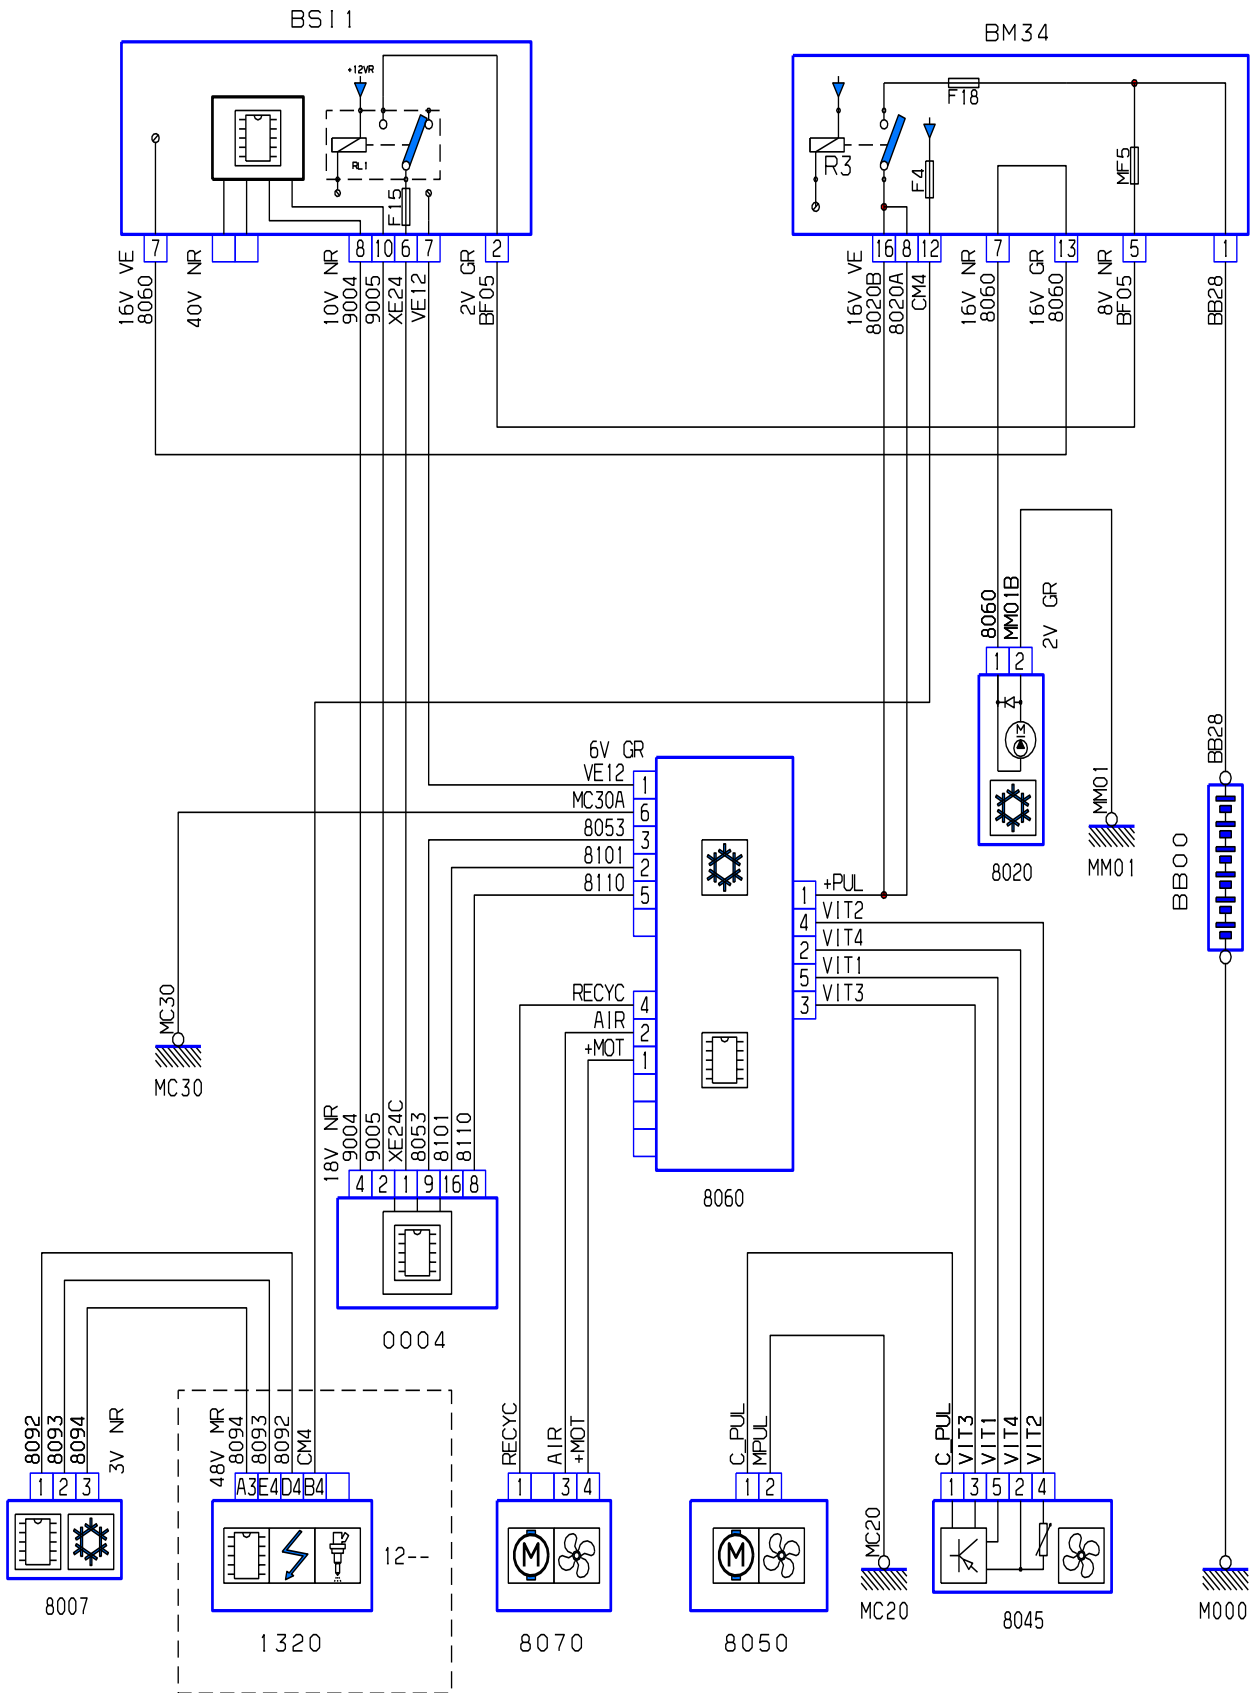 BSI1
BM34
+12VR
RL1
F15
R3
F18
F4
MF5
7
8 10 6 7
2
16 8 12
7
13
5
1
16V VE
8060
40V NR
10V NR
9004
9005
XE24
VE12
2V GR
BF05
16V VE
8020B
8020A
CM4
16V NR
8060
16V GR
8060
8V NR
BF05
BB28
8060
MM01B
2V GR
1 2
M
8020
MM01
MM01
BB28
BB00
6V GR
VE12 1
MC30A 6
8053 3
8101 2
8110 5
1 +PUL
4 VIT2
2 VIT4
5 VIT1
3 VIT3
RECYC 4
AIR 2
+MOT 1
8060
MC30
MC30
18V NR
9004
9005
XE24C
8053
8101
8110
4 2 1 9 16 8
0004
8092
8093
8094
3V NR
1 2 3
8007
48V MR
8094
8093
8092
CM4
A3 E4 D4 B4
12--
1320
RECYC
AIR
+MOT
1 3 4
M
8070
C_PUL
MPUL
1 2
M
8050
MC20
MC20
C_PUL
VIT3
VIT1
VIT4
VIT2
1 3 5 2 4
8045
M000